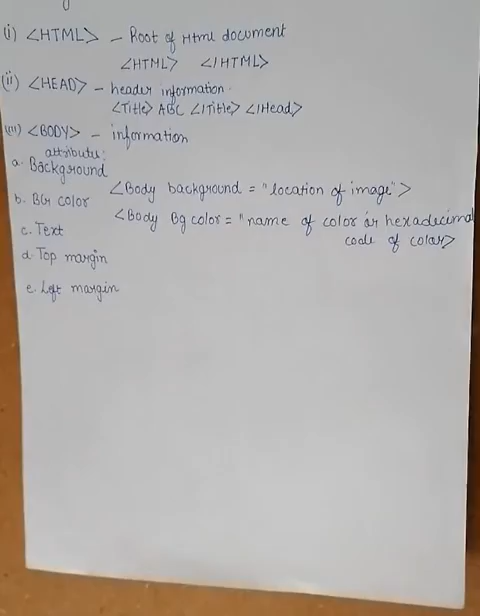 (i) <HTML> - Root of Html document
<HTML> </HTML>
(ii) <HEAD> - header information.
<Title> ABC </Title> </Head>
(iii) <BODY> - information
attributes:
a. Background
<Body background = "location of image">
b. BG color
<Body Bg color = "name of color or hexadecimal
code of color>
c. Text
d. Top margin
e. Left margin